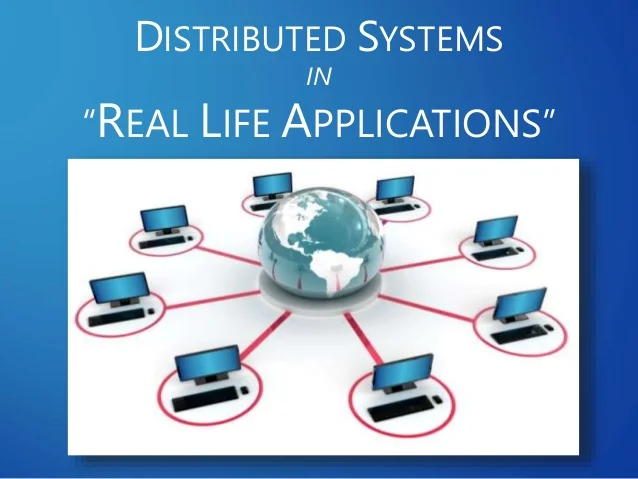 DISTRIBUTED SYSTEMS
IN
“REAL LIFE APPLICATIONS”